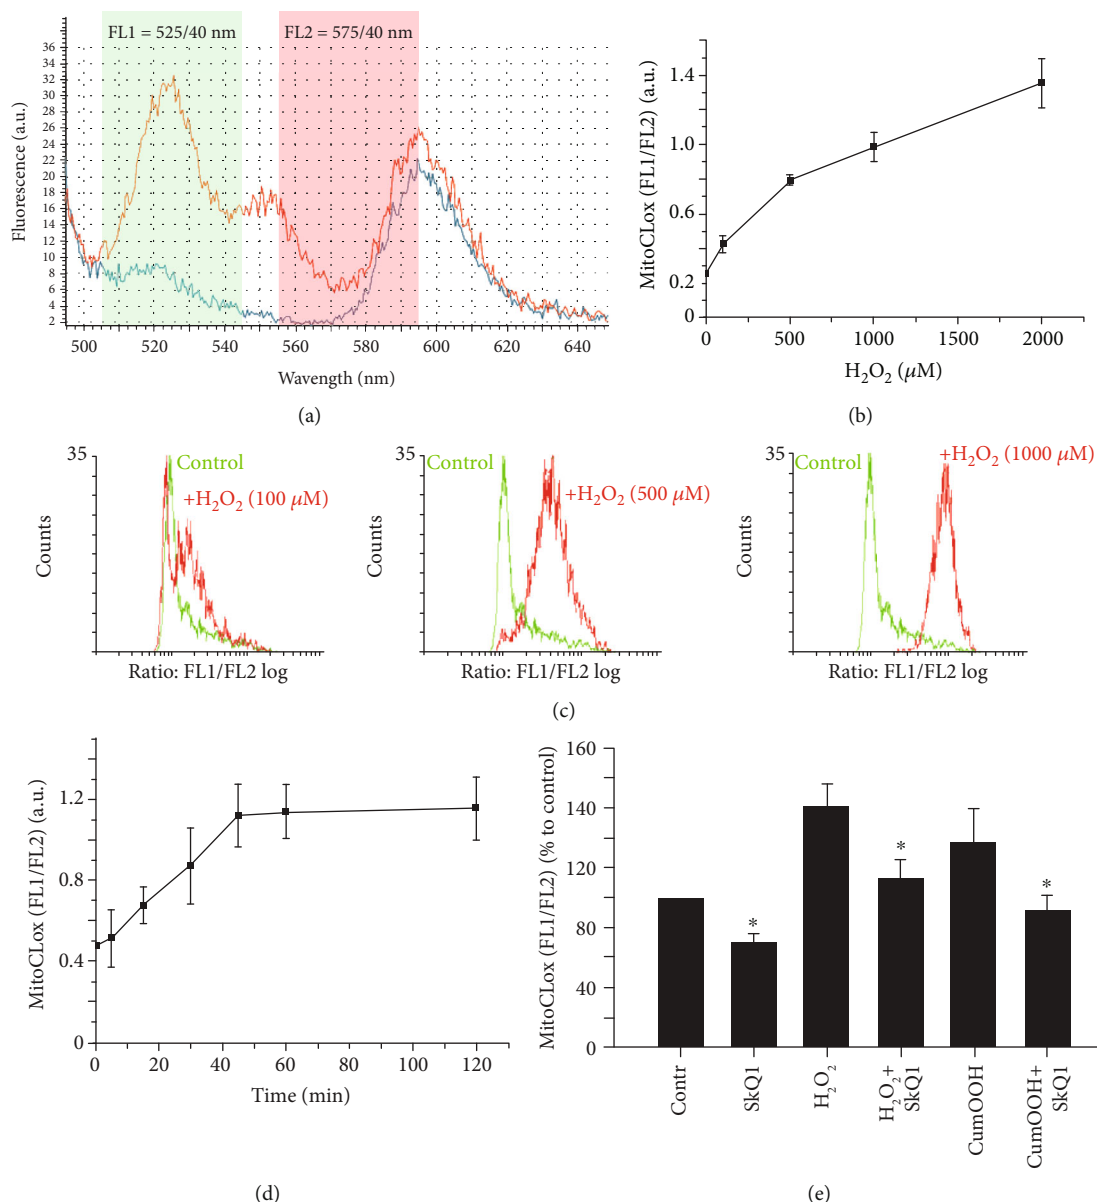 FL1 = 525/40 nm
FL2 = 575/40 nm
36
34
32
30
28
26
24
22
20
18
16
14
12
10
8
6
4
2
Fluorescence (a.u.)
500
520
540
560
580
600
620
640
Wavength (nm)
(a)
1.4
1.0
0.6
0.2
0
MitoCLox (FL1/FL2) (a.u.)
0
500
1000
1500
2000
H₂O₂ (μM)
(b)
35
Control
+H₂O₂ (100 μM)
Counts
Ratio: FL1/FL2 log
35
Control
+H₂O₂ (500 μM)
Counts
Ratio: FL1/FL2 log
35
Control
+H₂O₂ (1000 μM)
Counts
Ratio: FL1/FL2 log
(c)
1.2
0.8
0.4
0
MitoCLox (FL1/FL2) (a.u.)
0
20
40
60
80
100
120
Time (min)
(d)
160
140
120
100
80
40
0
MitoCLox (FL1/FL2) (% to control)
*
*
*
Contr
SkQ1
H₂O₂
H₂O₂+
SkQ1
CumOOH
CumOOH+
SkQ1
(e)